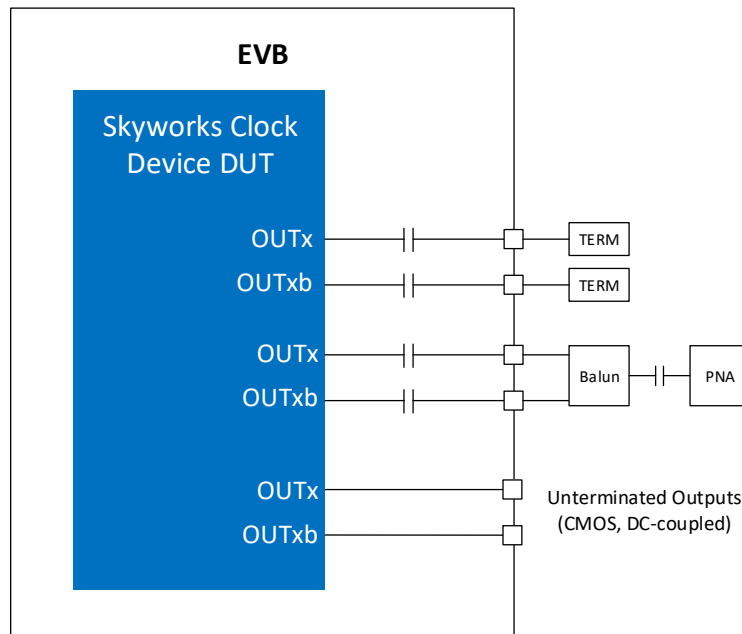 EVB
Skyworks Clock
Device DUT
OUTx
TERM
OUTxb
TERM
OUTx
OUTxb
Balun
PNA
OUTx
OUTxb
Unterminated Outputs
(CMOS, DC-coupled)